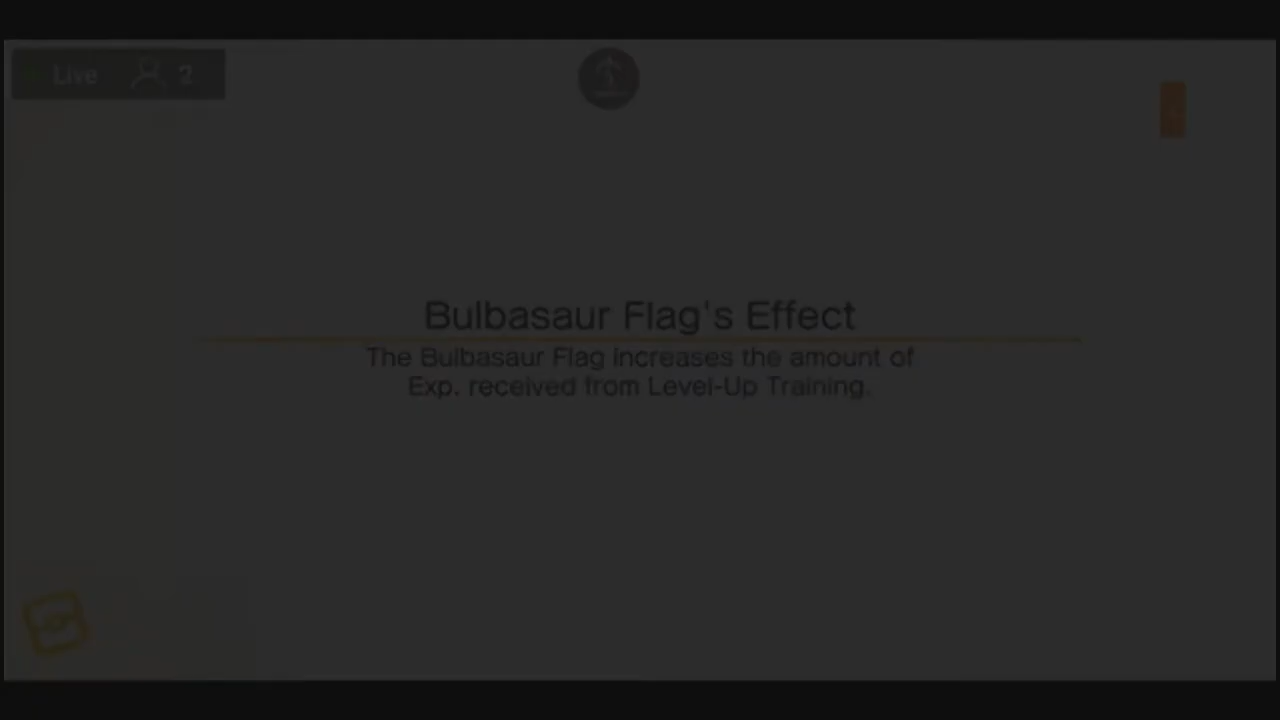 Live 2
Bulbasaur Flag's Effect
The Bulbasaur Flag increases the amount of
Exp. received from Level-Up Training.